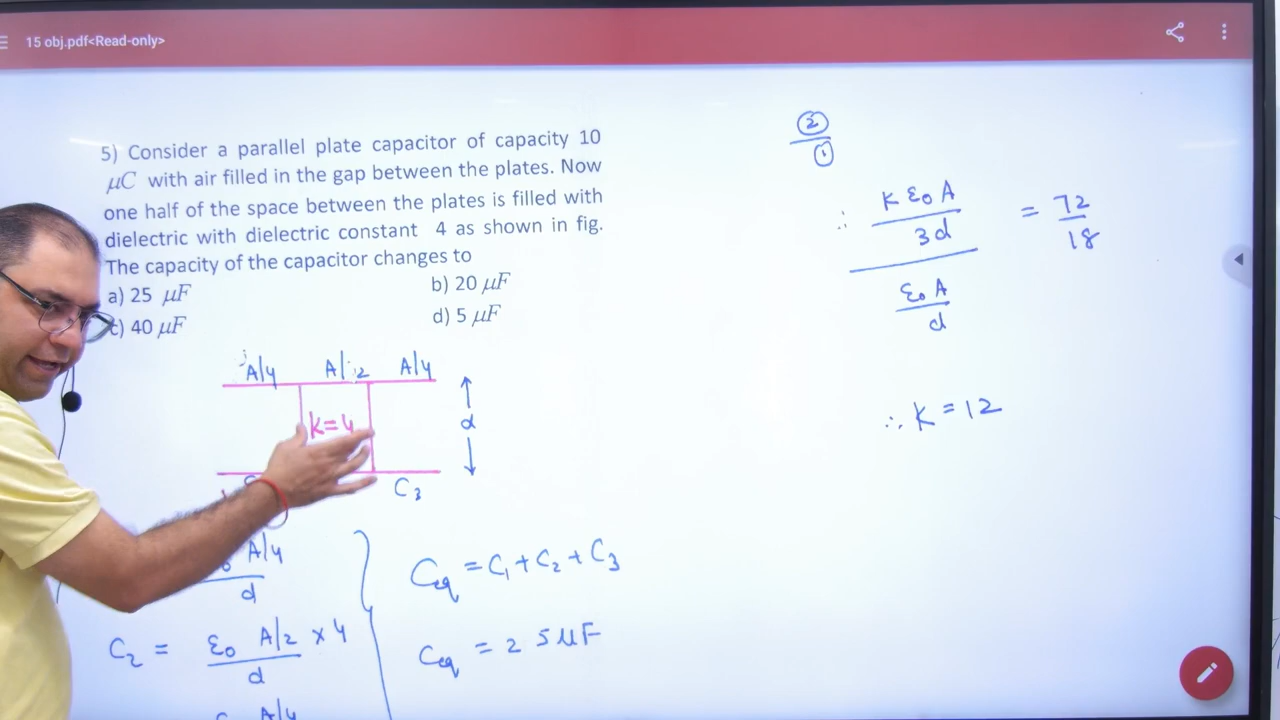 15 obj.pdf<Read-only>
5) Consider a parallel plate capacitor of capacity 10
μC with air filled in the gap between the plates. Now
one half of the space between the plates is filled with
dielectric with dielectric constant 4 as shown in fig.
The capacity of the capacitor changes to
a) 25 μF b) 20 μF
c) 40 μF d) 5 μF
A/4 A/2 A/4
k=4
d
C₃
A/4
d
C₂ = ε₀ A/2 × 4
d
A/4
Ceq = C₁ + C₂ + C₃
Ceq = 25 μF
②
①
∴ K ε₀ A = 72
3d 18
ε₀ A
d
∴ K = 12